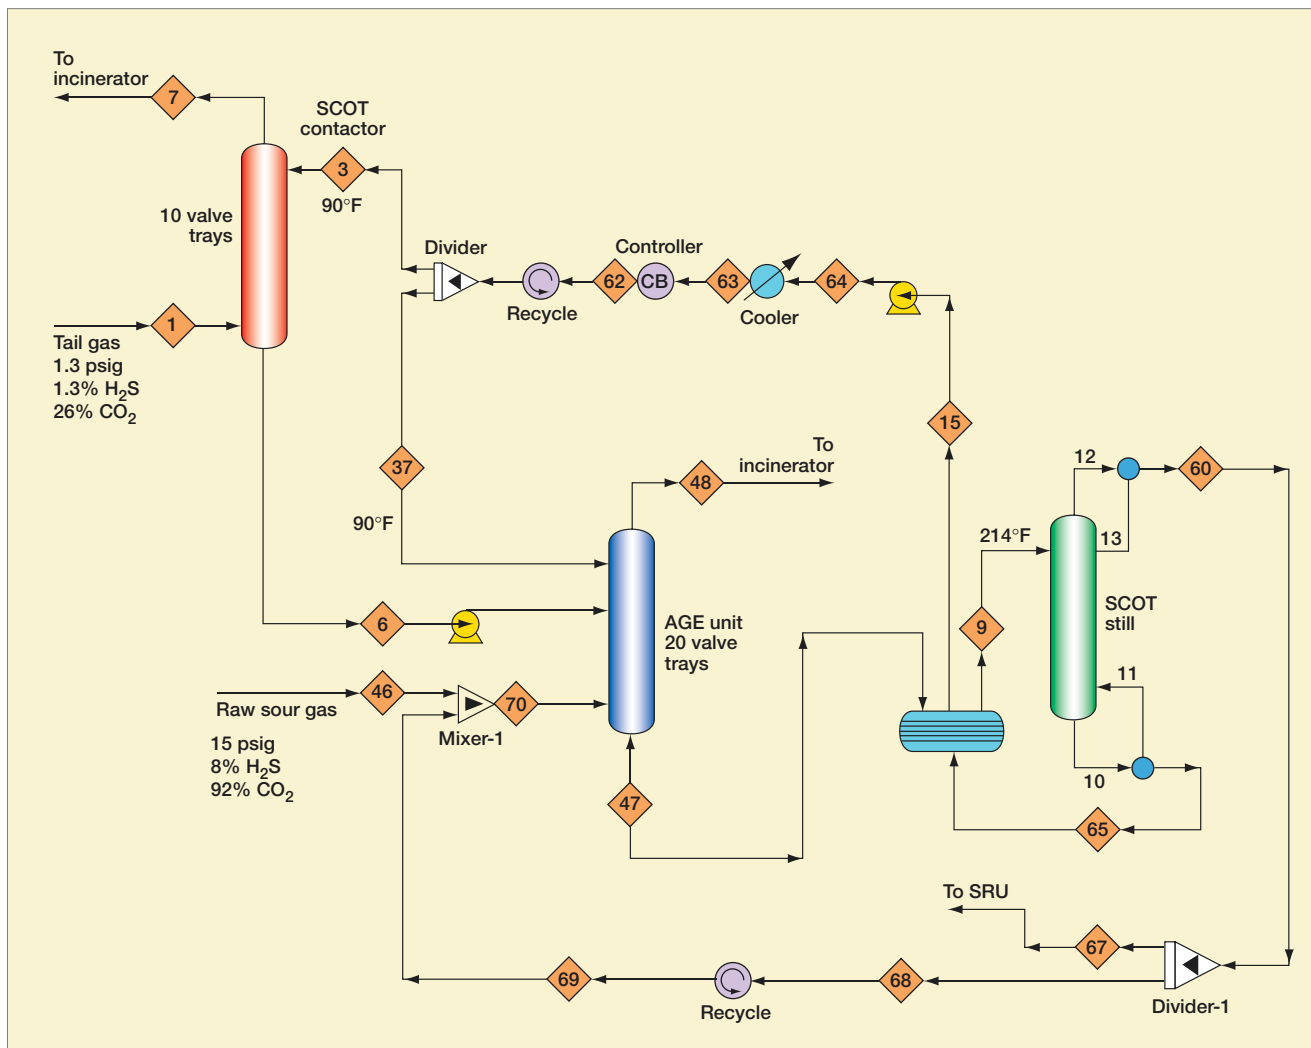 To
incinerator
7
SCOT
contactor
3
90°F
10 valve
trays
Divider
Controller
62
CB
63
64
Recycle
Cooler
1
Tail gas
1.3 psig
1.3% H₂S
26% CO₂
15
37
To
incinerator
48
12
60
90°F
214°F
13
6
AGE unit
20 valve
trays
9
SCOT
still
46
Raw sour gas
70
11
Mixer-1
15 psig
8% H₂S
92% CO₂
10
47
65
To SRU
67
69
68
Recycle
Divider-1